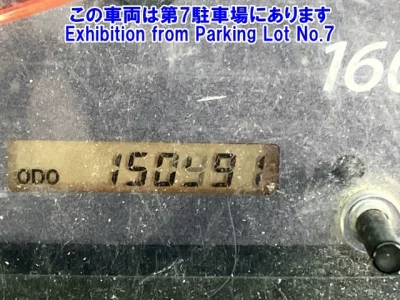 この車両は第7駐車場にあります
Exhibition from Parking Lot No.7
160
ODO 150491